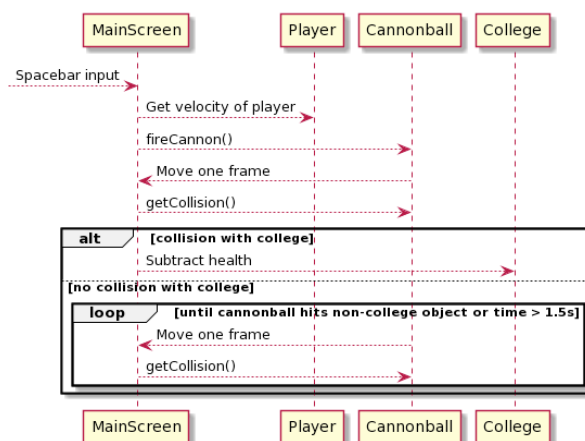 MainScreen Player Cannonball College
Spacebar input
Get velocity of player
fireCannon()
Move one frame
getCollision()
alt [collision with college]
Subtract health
[no collision with college]
loop [until cannonball hits non-college object or time > 1.5s]
Move one frame
getCollision()
MainScreen Player Cannonball College